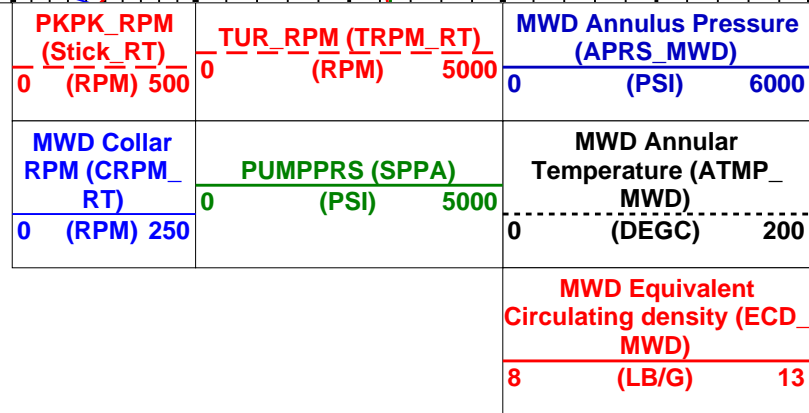 PKPK_RPM
(Stick_RT)
0 (RPM) 500
TUR_RPM (TRPM_RT)
0 (RPM) 5000
MWD Annulus Pressure
(APRS_MWD)
0 (PSI) 6000
MWD Collar
RPM (CRPM_
RT)
0 (RPM) 250
PUMPPRS (SPPA)
0 (PSI) 5000
MWD Annular
Temperature (ATMP_
MWD)
0 (DEGC) 200
MWD Equivalent
Circulating density (ECD_
MWD)
8 (LB/G) 13